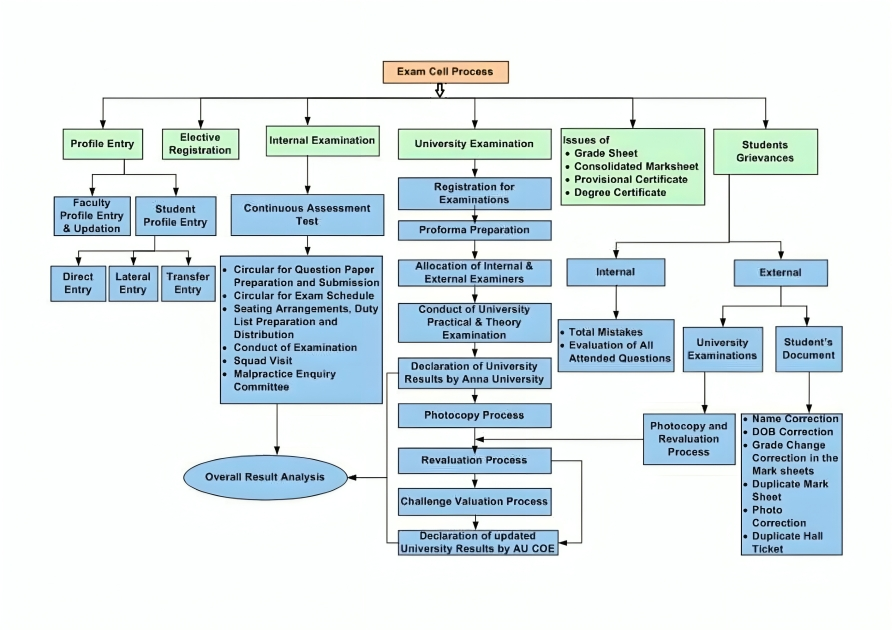 Exam Cell Process
Profile Entry
Elective
Registration
Internal Examination
University Examination
Issues of
• Grade Sheet
• Consolidated Marksheet
• Provisional Certificate
• Degree Certificate
Students
Grievances
Faculty
Profile Entry
& Updation
Student
Profile Entry
Direct
Entry
Lateral
Entry
Transfer
Entry
Continuous Assessment
Test
• Circular for Question Paper
Preparation and Submission
• Circular for Exam Schedule
• Seating Arrangements, Duty
List Preparation and
Distribution
• Conduct of Examination
• Squad Visit
• Malpractice Enquiry
Committee
Overall Result Analysis
Registration for
Examinations
Proforma Preparation
Allocation of Internal &
External Examiners
Conduct of University
Practical & Theory
Examination
Declaration of University
Results by Anna University
Photocopy Process
Revaluation Process
Challenge Valuation Process
Declaration of updated
University Results by AU COE
Internal
External
• Total Mistakes
• Evaluation of All
Attended Questions
University
Examinations
Student's
Document
Photocopy and
Revaluation
Process
• Name Correction
• DOB Correction
• Grade Change
Correction in the
Mark sheets
• Duplicate Mark
Sheet
• Photo
Correction
• Duplicate Hall
Ticket